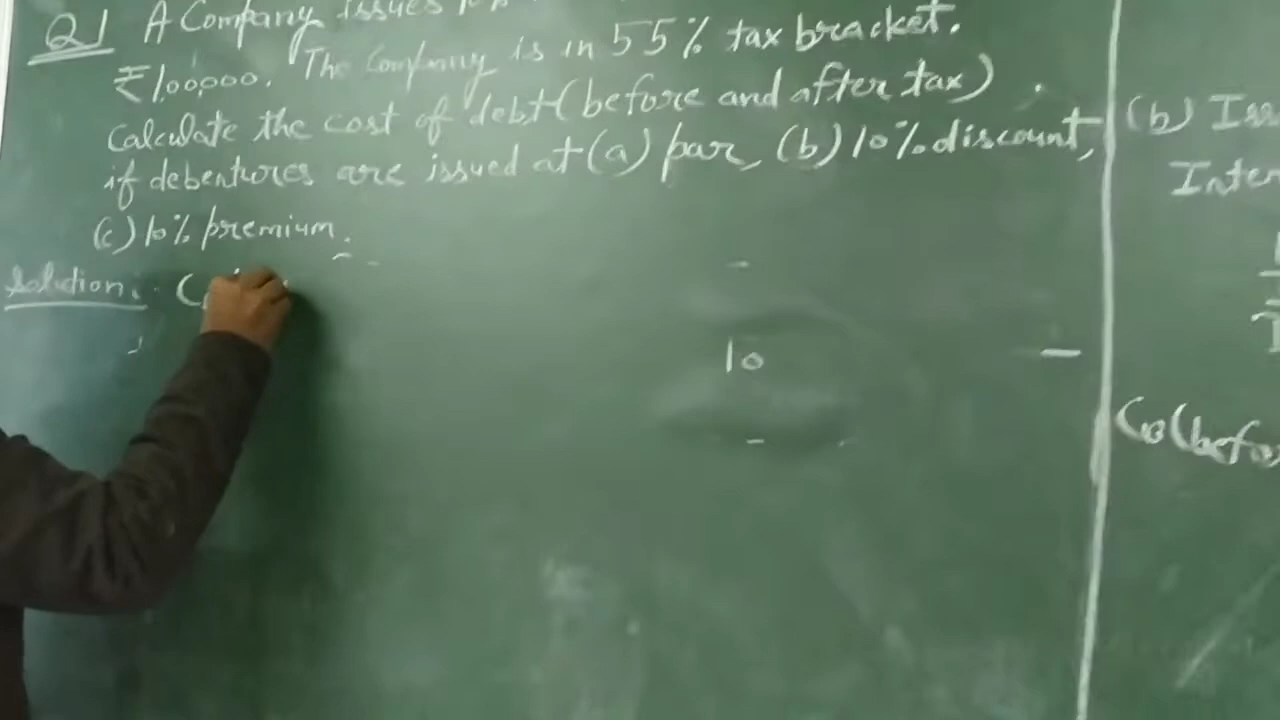 Q1 A Company issues
₹1,00,000. The Company is in 55% tax bracket.
Calculate the cost of debt (before and after tax)
if debentures are issued at (a) par, (b) 10% discount,
(c) 10% premium.
Solution:
10
(b)